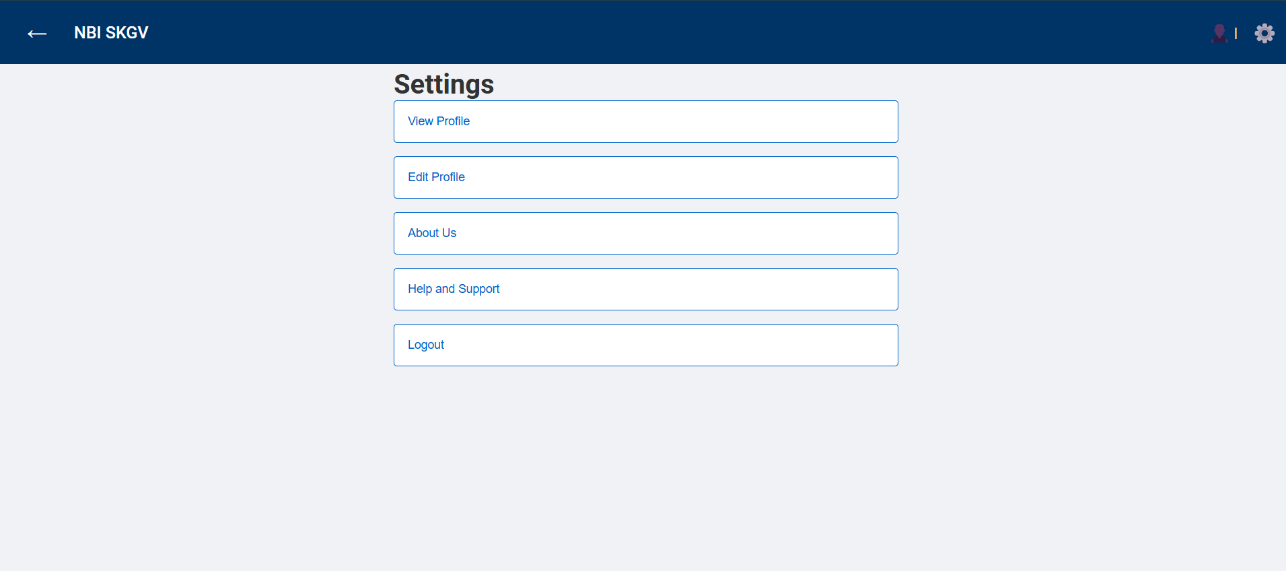 ← NBI SKGV
Settings
View Profile
Edit Profile
About Us
Help and Support
Logout